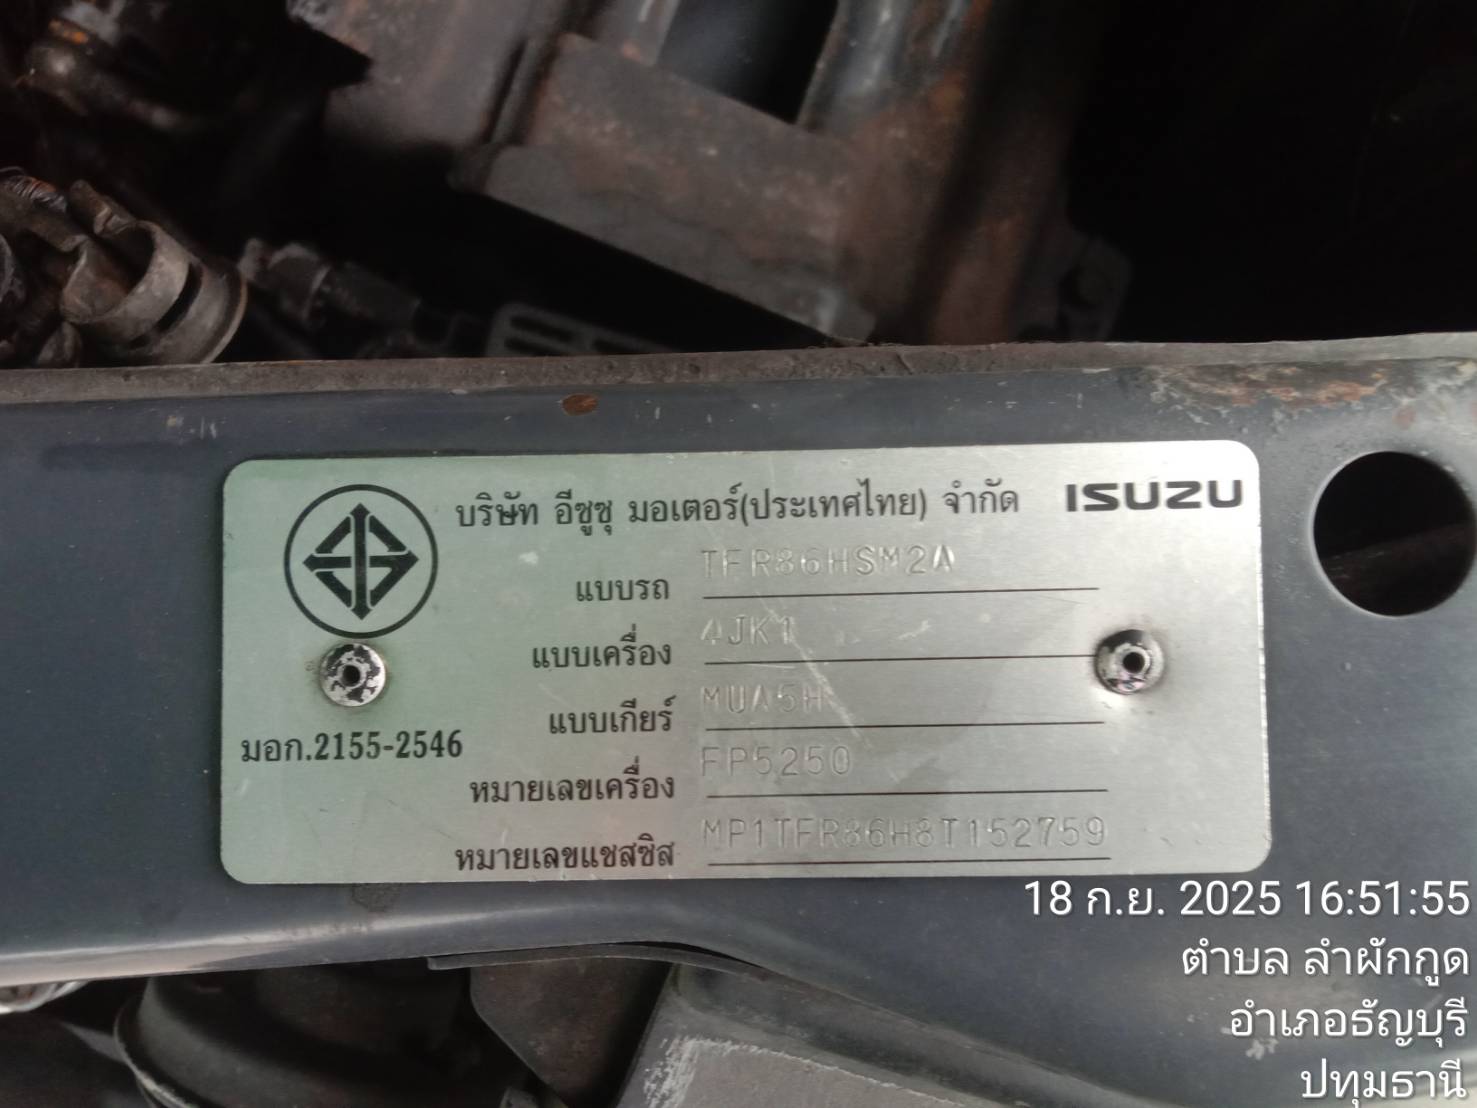 บริษัท อีซูซุ มอเตอร์(ประเทศไทย) จำกัด ISUZU
แบบรถ TFR86HSM2A
แบบเครื่อง 4JK1
แบบเกียร์ MUA5H
มอก.2155-2546
หมายเลขเครื่อง FP5250
หมายเลขแชสซิส MP1TFR86H8T152759
18 ก.ย. 2025 16:51:55
ตำบล ลำผักกูด
อำเภอธัญบุรี
ปทุมธานี